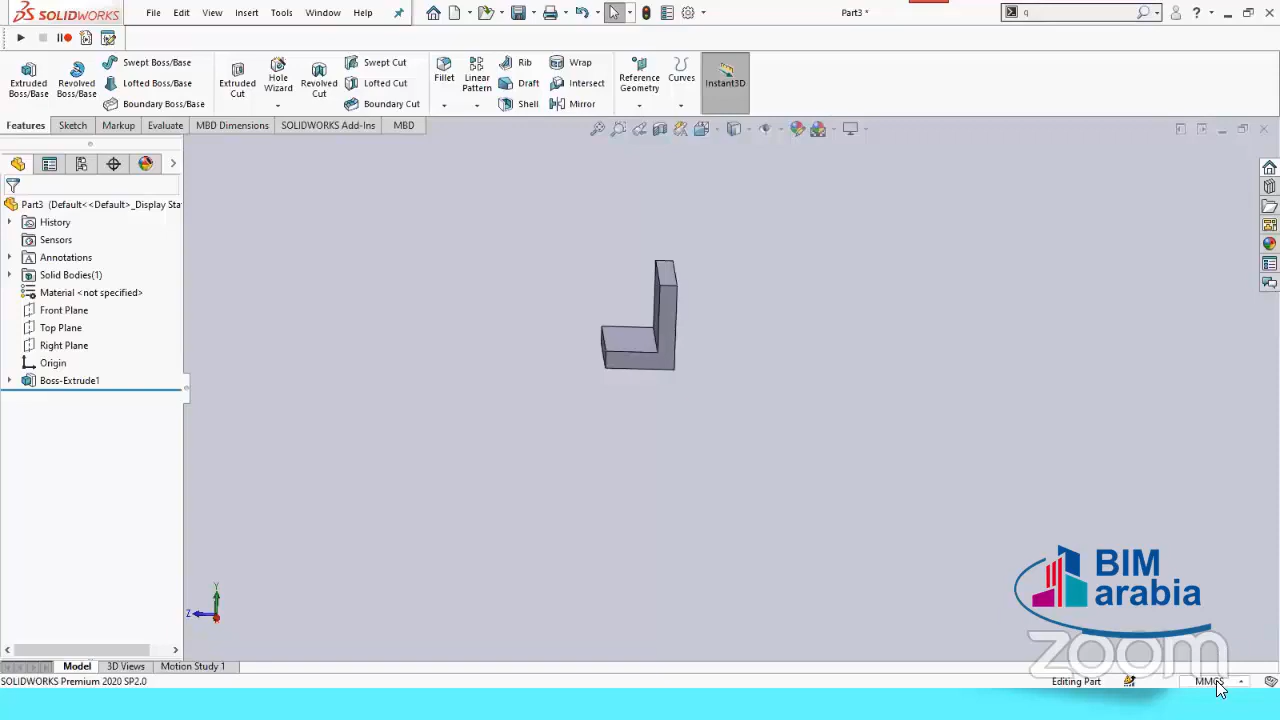 SOLIDWORKS
File Edit View Insert Tools Window Help
Part3 *
q
Extruded Boss/Base
Revolved Boss/Base
Swept Boss/Base
Lofted Boss/Base
Boundary Boss/Base
Extruded Cut
Hole Wizard
Revolved Cut
Swept Cut
Lofted Cut
Boundary Cut
Fillet
Linear Pattern
Rib
Draft
Shell
Wrap
Intersect
Mirror
Reference Geometry
Curves
Instant3D
Features Sketch Markup Evaluate MBD Dimensions SOLIDWORKS Add-Ins MBD
Part3 (Default<<Default>_Display Sta
History
Sensors
Annotations
Solid Bodies(1)
Material <not specified>
Front Plane
Top Plane
Right Plane
Origin
Boss-Extrude1
Y
Z
BIM
arabia
zoom
Model 3D Views Motion Study 1
SOLIDWORKS Premium 2020 SP2.0
Editing Part
MMGS